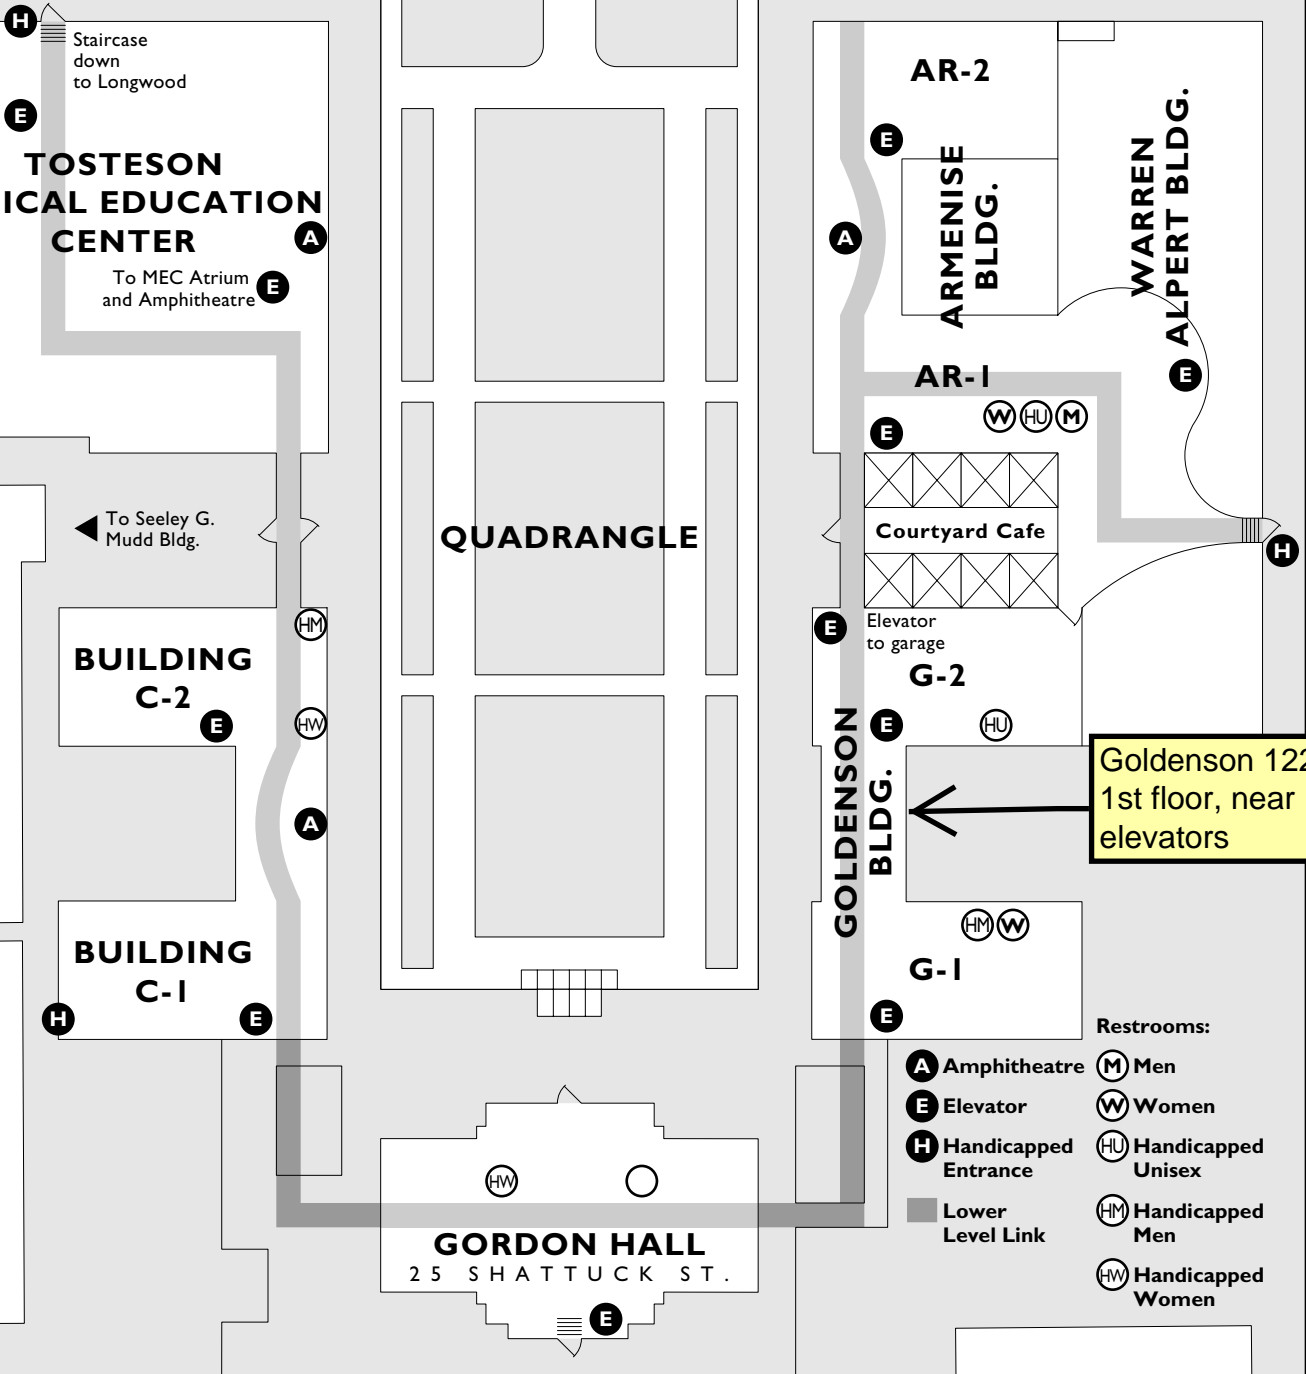 H
Staircase
down
to Longwood
E
TOSTESON
ICAL EDUCATION
CENTER
A
To MEC Atrium
and Amphitheatre
E
To Seeley G.
Mudd Bldg.
HM
BUILDING
C-2
E
HW
A
BUILDING
C-1
H
E
QUADRANGLE
AR-2
E
ARMENISE
BLDG.
A
WARREN
ALPERT BLDG.
AR-1
E
W HU M
E
Courtyard Cafe
H
E
Elevator
to garage
G-2
E
HU
GOLDENSON
BLDG.
Goldenson 122
1st floor, near
elevators
HM W
G-1
E
HW
GORDON HALL
25 SHATTUCK ST.
E
A Amphitheatre
E Elevator
H Handicapped
Entrance
Lower
Level Link
Restrooms:
M Men
W Women
HU Handicapped
Unisex
HM Handicapped
Men
HW Handicapped
Women